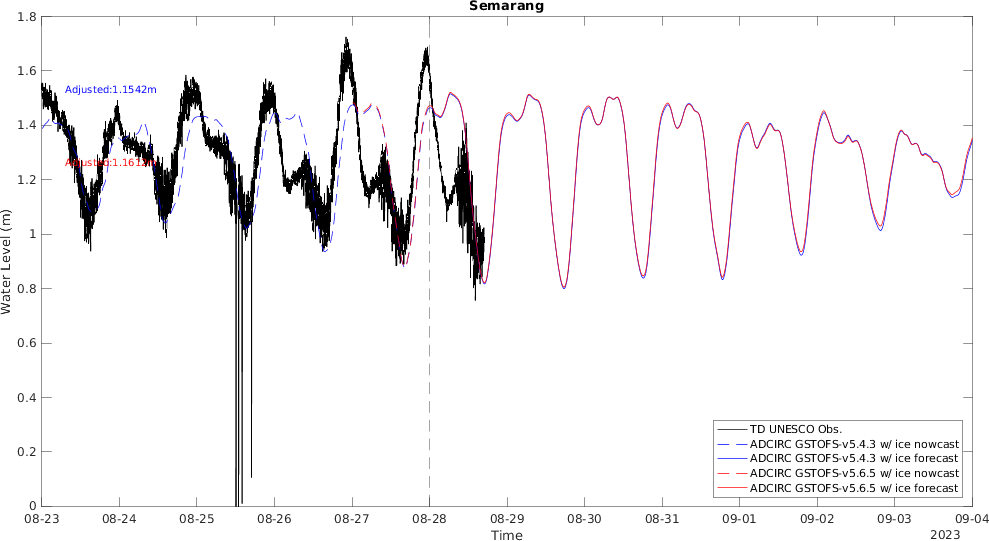 Semarang
1.8
1.6
1.4
1.2
1
0.8
0.6
0.4
0.2
0
Water Level (m)
Adjusted:1.1542m
TD UNESCO Obs.
ADCIRC GSTOFS-v5.4.3 w/ ice nowcast
ADCIRC GSTOFS-v5.4.3 w/ ice forecast
ADCIRC GSTOFS-v5.6.5 w/ ice nowcast
ADCIRC GSTOFS-v5.6.5 w/ ice forecast
08-23 08-24 08-25 08-26 08-27 08-28 08-29 08-30 08-31 09-01 09-02 09-03 09-04
Time
2023